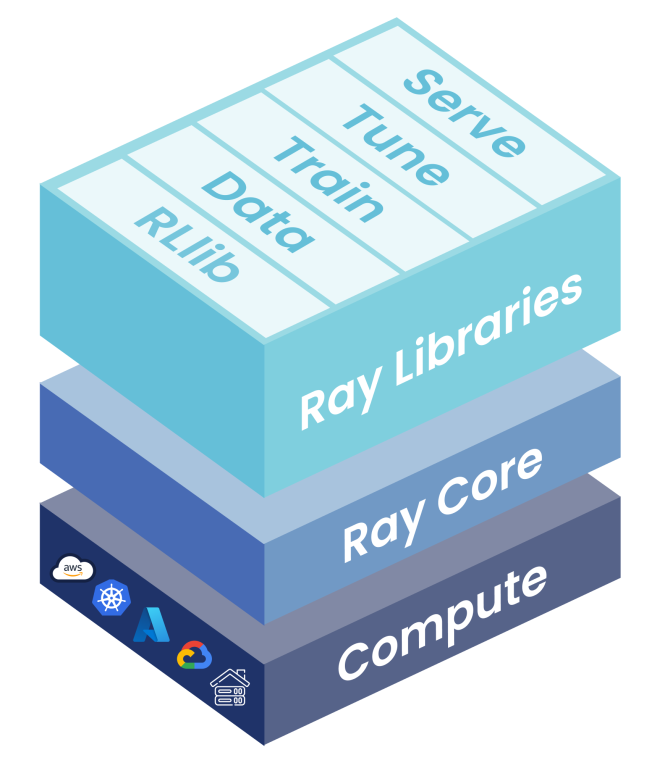 Serve
Tune
Train
Data
RLlib
Ray Libraries
Ray Core
Compute
aws